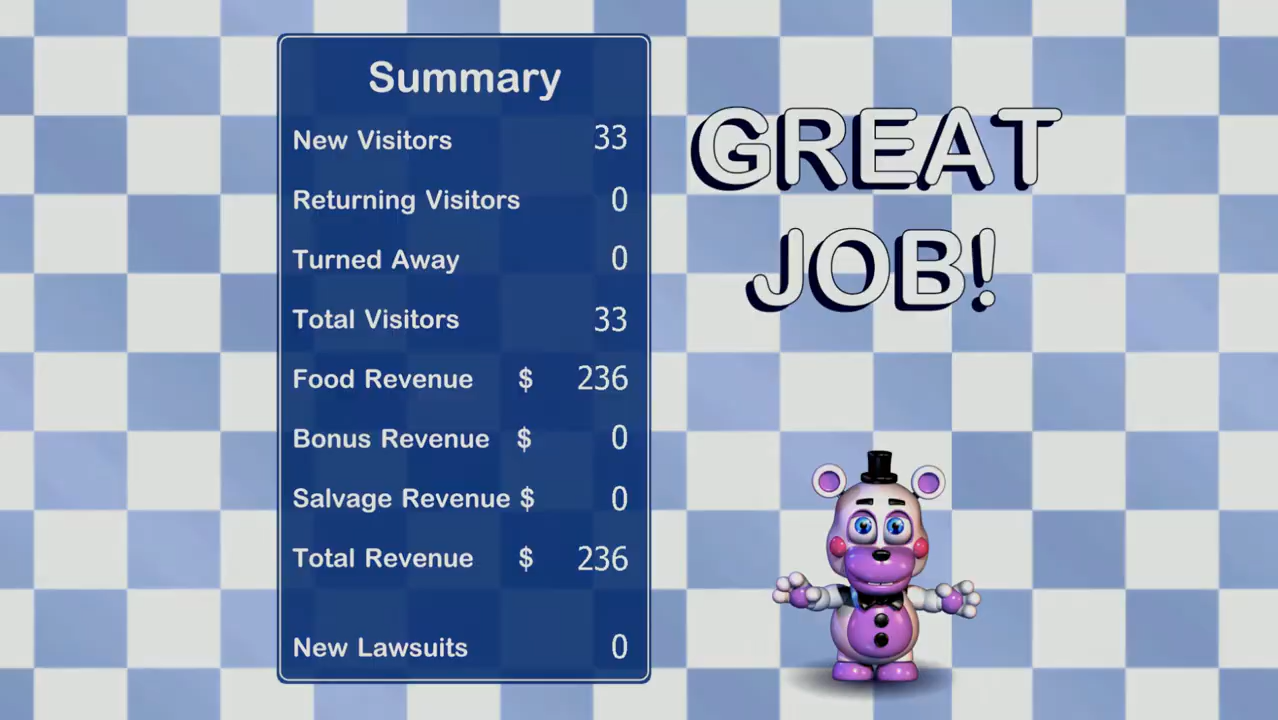 Summary
New Visitors 33
Returning Visitors 0
Turned Away 0
Total Visitors 33
Food Revenue $ 236
Bonus Revenue $ 0
Salvage Revenue $ 0
Total Revenue $ 236
New Lawsuits 0
GREAT
JOB!